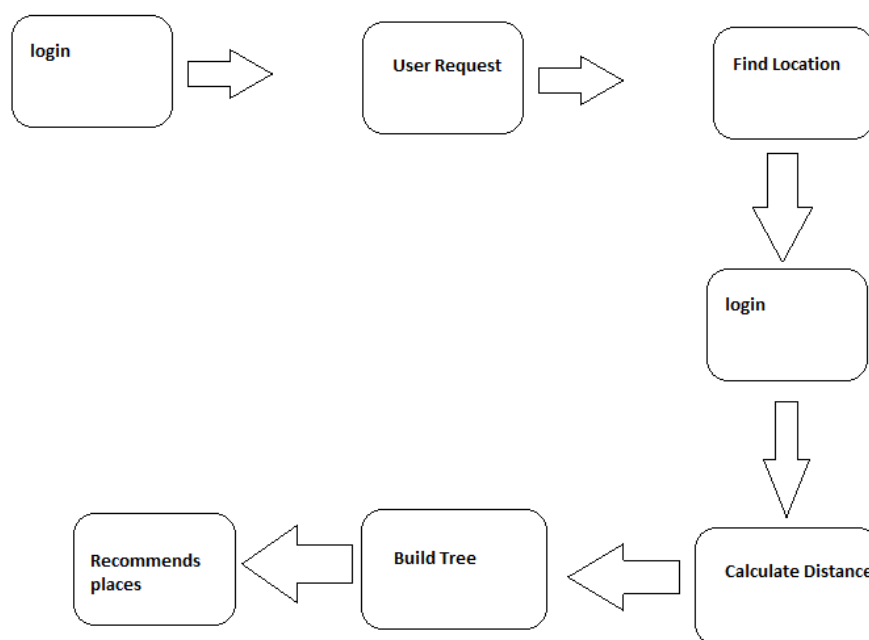 login
User Request
Find Location
login
Calculate Distance
Build Tree
Recommends
places